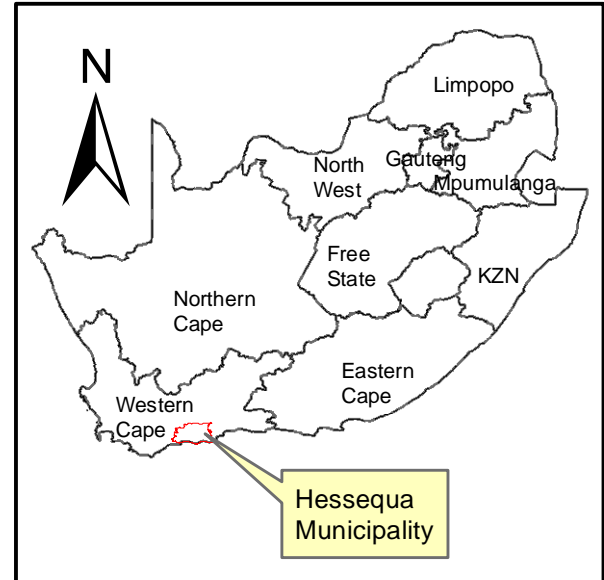 N
Limpopo
Gauteng
North
West
Mpumulanga
Free
State
KZN
Northern
Cape
Eastern
Cape
Western
Cape
Hessequa
Municipality